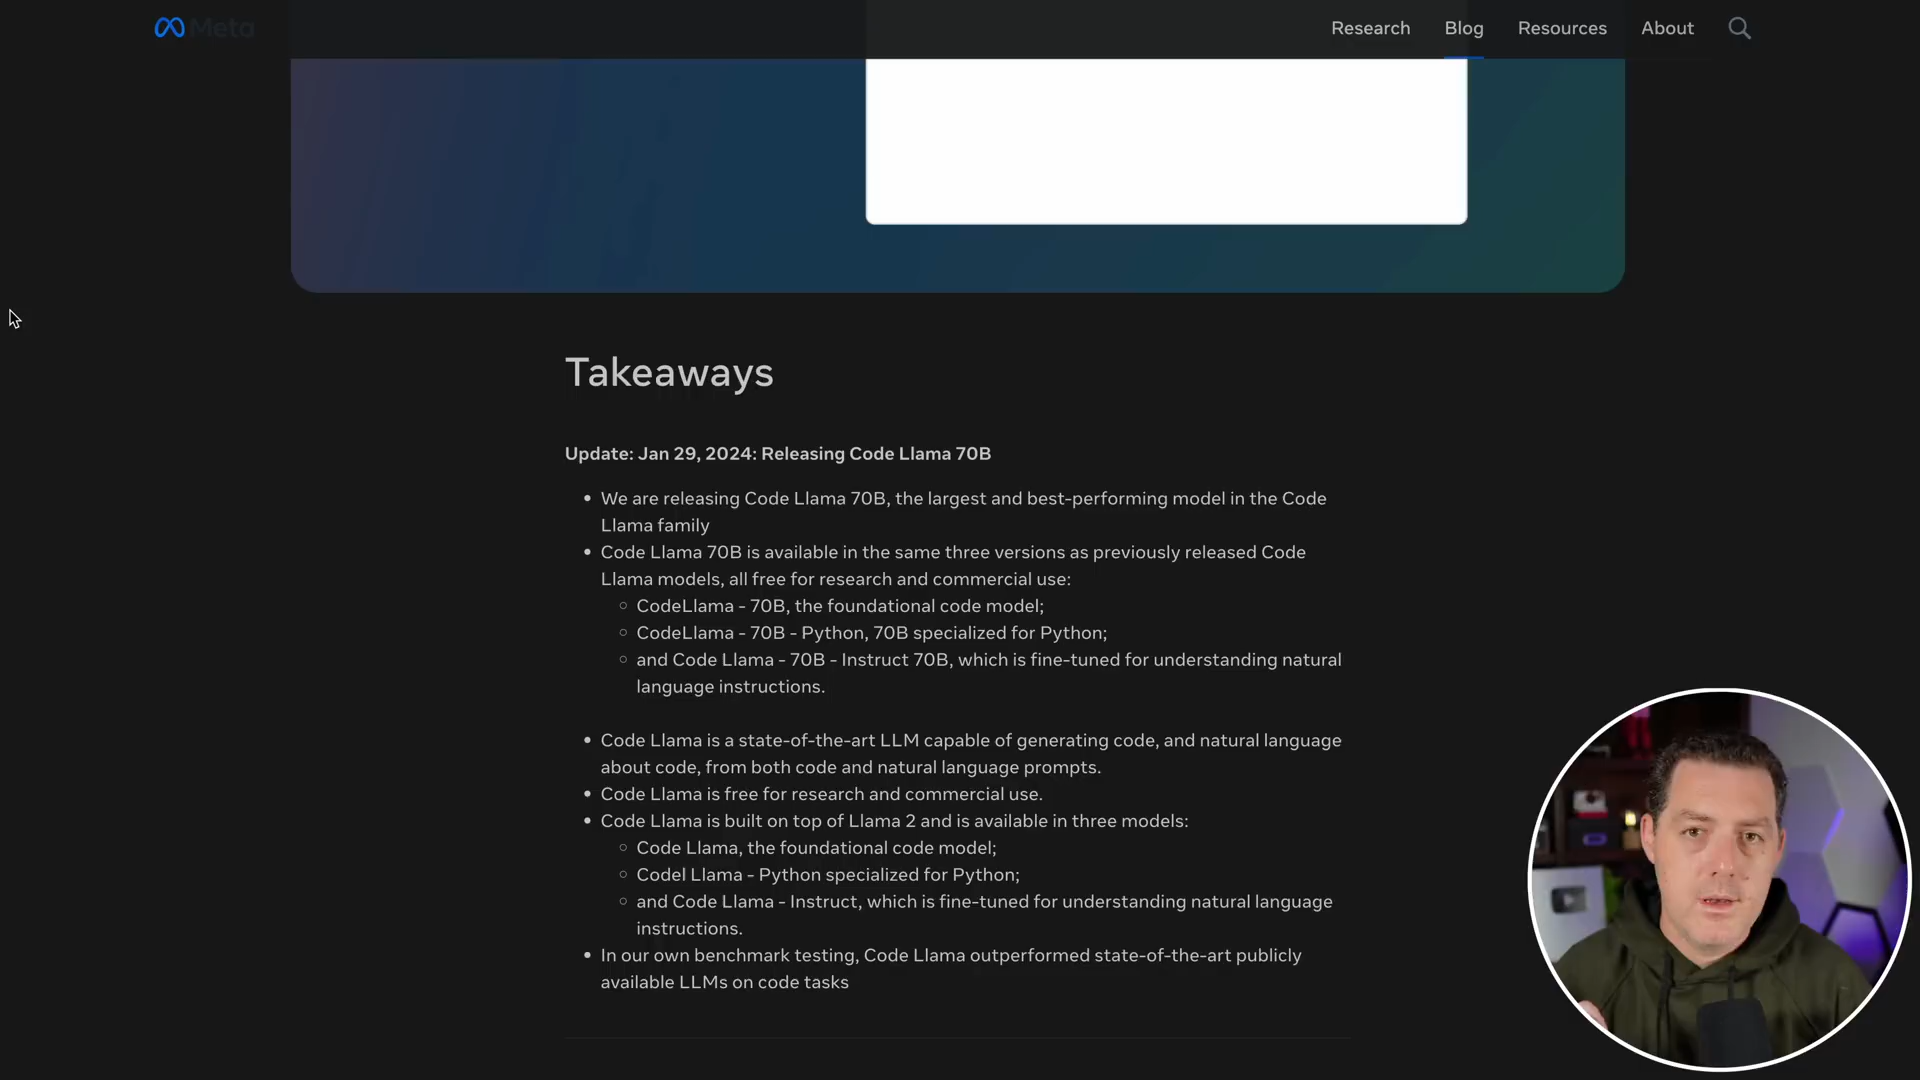 Meta
Research Blog Resources About
Takeaways
Update: Jan 29, 2024: Releasing Code Llama 70B
• We are releasing Code Llama 70B, the largest and best-performing model in the Code
Llama family
• Code Llama 70B is available in the same three versions as previously released Code
Llama models, all free for research and commercial use:
○ CodeLlama - 70B, the foundational code model;
○ CodeLlama - 70B - Python, 70B specialized for Python;
○ and Code Llama - 70B - Instruct 70B, which is fine-tuned for understanding natural
language instructions.
• Code Llama is a state-of-the-art LLM capable of generating code, and natural language
about code, from both code and natural language prompts.
• Code Llama is free for research and commercial use.
• Code Llama is built on top of Llama 2 and is available in three models:
○ Code Llama, the foundational code model;
○ Codel Llama - Python specialized for Python;
○ and Code Llama - Instruct, which is fine-tuned for understanding natural language
instructions.
• In our own benchmark testing, Code Llama outperformed state-of-the-art publicly
available LLMs on code tasks